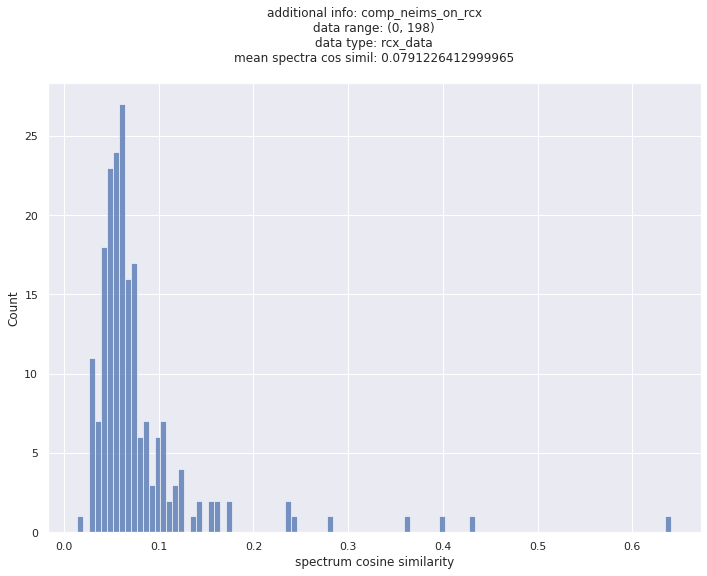 additional info: comp_neims_on_rcx
data range: (0, 198)
data type: rcx_data
mean spectra cos simil: 0.0791226412999965
25
20
15
10
5
0
Count
0.0 0.1 0.2 0.3 0.4 0.5 0.6
spectrum cosine similarity